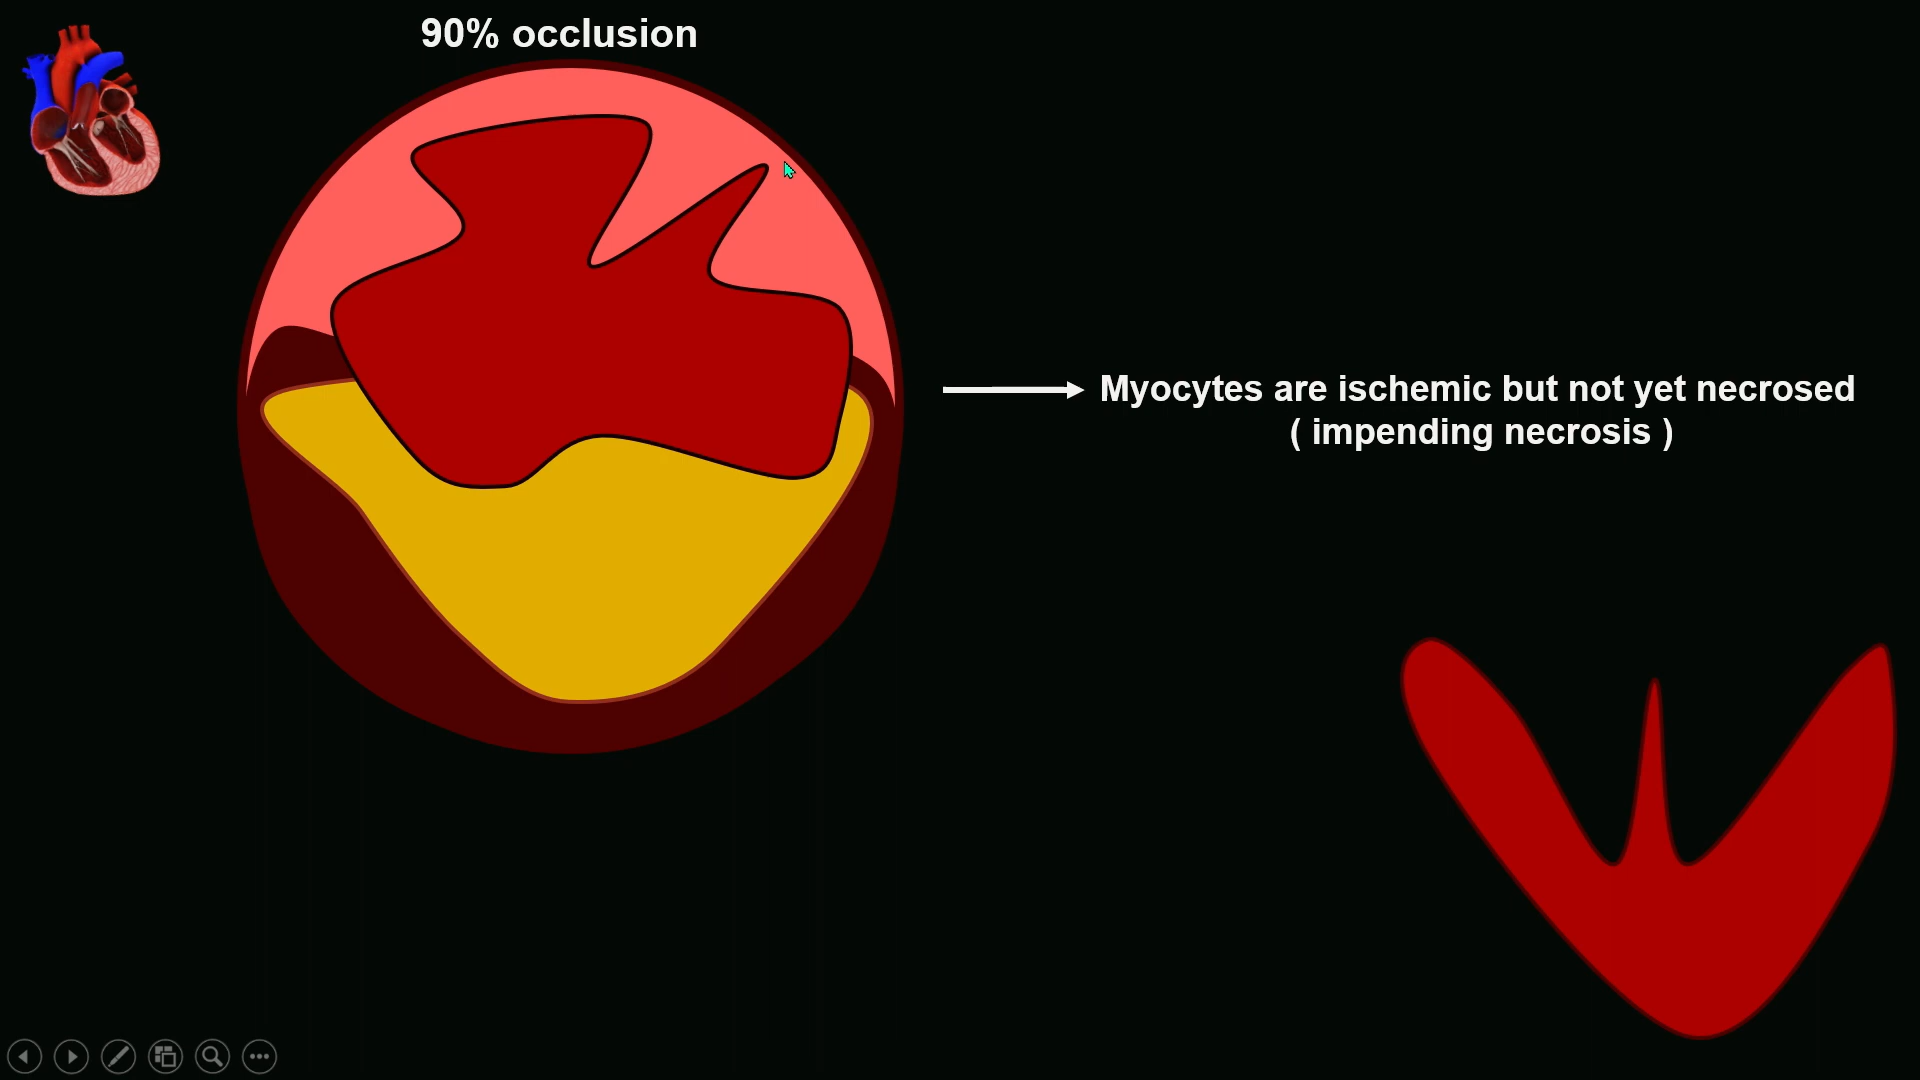 90% occlusion
Myocytes are ischemic but not yet necrosed
( impending necrosis )